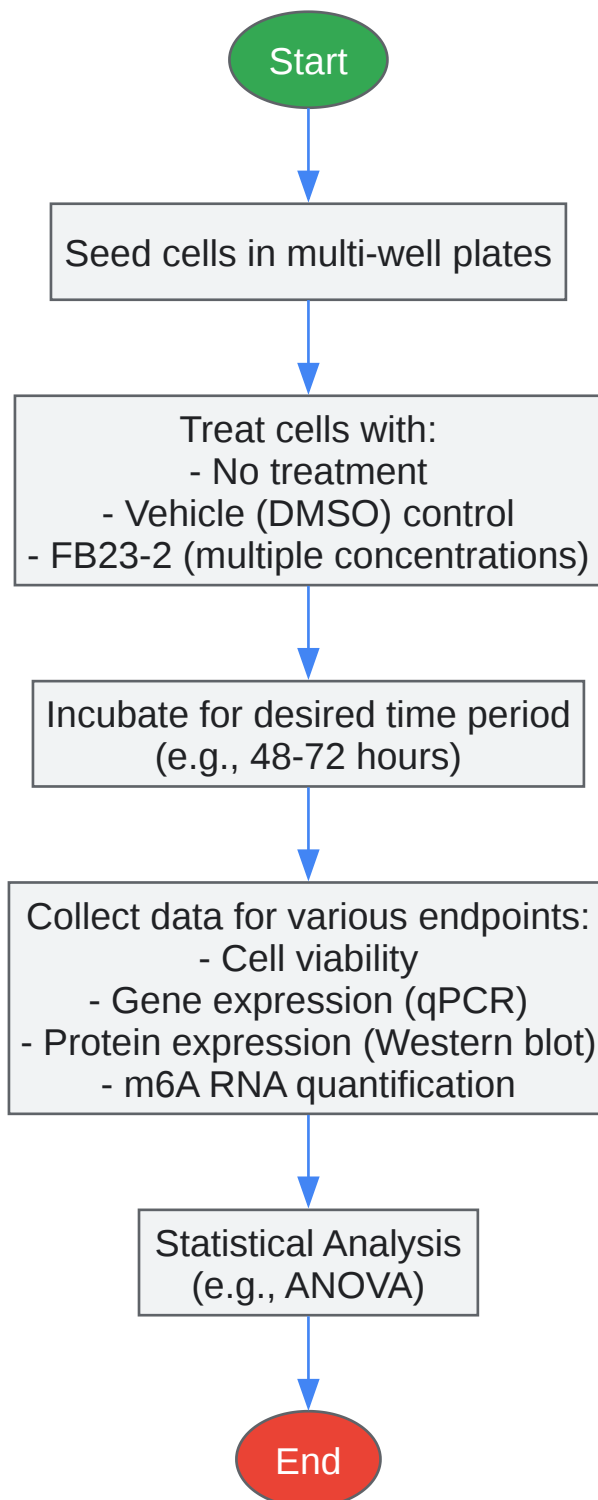 Start
Seed cells in multi-well plates
Treat cells with:
- No treatment
- Vehicle (DMSO) control
- FB23-2 (multiple concentrations)
Incubate for desired time period
(e.g., 48-72 hours)
Collect data for various endpoints:
- Cell viability
- Gene expression (qPCR)
- Protein expression (Western blot)
- m6A RNA quantification
Statistical Analysis
(e.g., ANOVA)
End